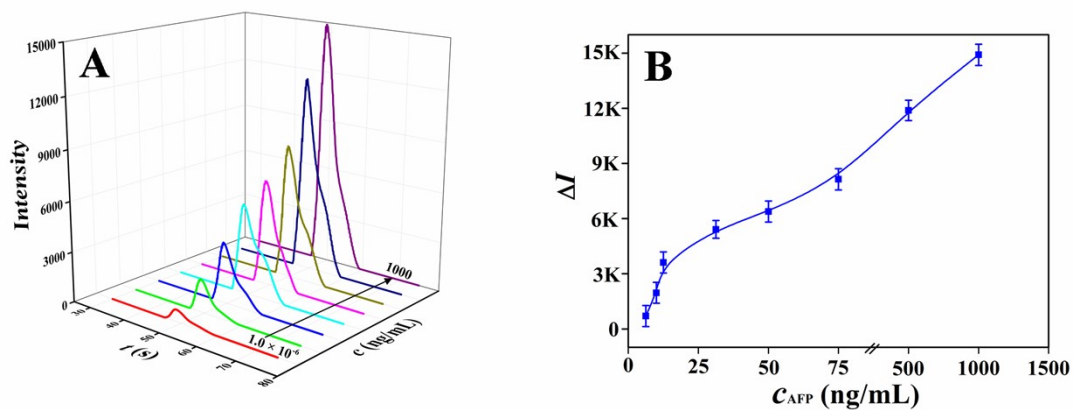 A
15000
12000
9000
6000
3000
0
Intensity
30
40
50
60
70
80
t (s)
c (ng/mL)
1.0 × 10⁻⁶
1000
B
15K
12K
9K
6K
3K
0
ΔI
0
25
50
75
500
1000
1500
c AFP (ng/mL)